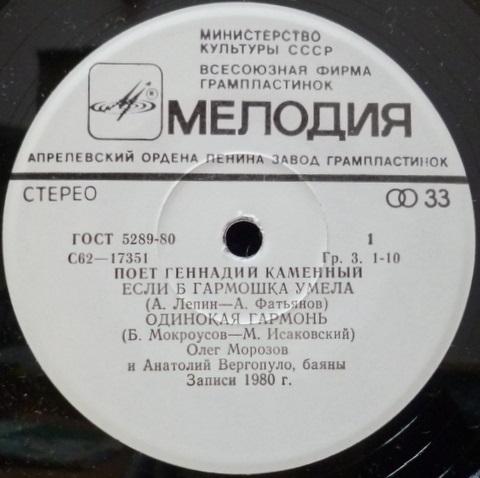 МИНИСТЕРСТВО
КУЛЬТУРЫ СССР
ВСЕСОЮЗНАЯ ФИРМА
ГРАМПЛАСТИНОК
МЕЛОДИЯ
АПРЕЛЕВСКИЙ ОРДЕНА ЛЕНИНА ЗАВОД ГРАМПЛАСТИНОК
СТЕРЕО 33
ГОСТ 5289-80 1
С62—17351 Гр. 3. 1-10
ПОЕТ ГЕННАДИЙ КАМЕННЫЙ
ЕСЛИ Б ГАРМОШКА УМЕЛА
(А. Лепин—А. Фатьянов)
ОДИНОКАЯ ГАРМОНЬ
(Б. Мокроусов—М. Исаковский)
Олег Морозов
и Анатолий Вергопуло, баяны
Записи 1980 г.